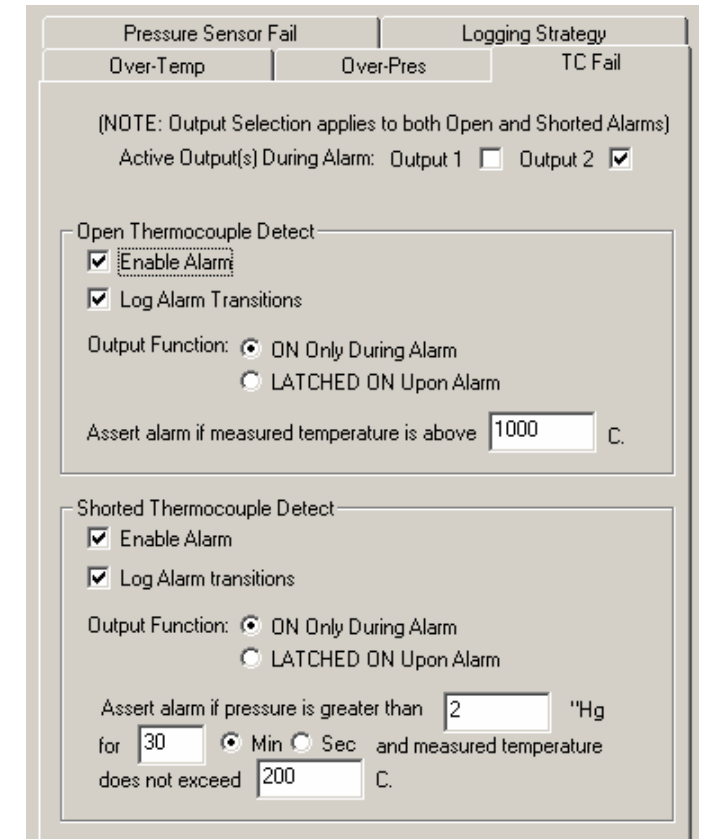 Pressure Sensor Fail Logging Strategy
Over-Temp Over-Pres TC Fail
(NOTE: Output Selection applies to both Open and Shorted Alarms)
Active Output(s) During Alarm: Output 1 Output 2
Open Thermocouple Detect
Enable Alarm
Log Alarm Transitions
Output Function: ON Only During Alarm
LATCHED ON Upon Alarm
Assert alarm if measured temperature is above 1000 C.
Shorted Thermocouple Detect
Enable Alarm
Log Alarm transitions
Output Function: ON Only During Alarm
LATCHED ON Upon Alarm
Assert alarm if pressure is greater than 2 "Hg
for 30 Min Sec and measured temperature
does not exceed 200 C.